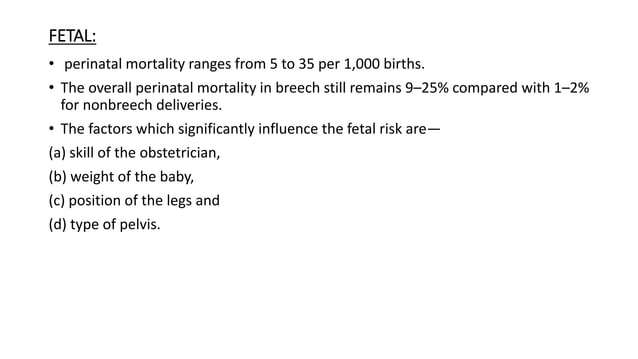 FETAL:
• perinatal mortality ranges from 5 to 35 per 1,000 births.
• The overall perinatal mortality in breech still remains 9–25% compared with 1–2%
for nonbreech deliveries.
• The factors which significantly influence the fetal risk are—
(a) skill of the obstetrician,
(b) weight of the baby,
(c) position of the legs and
(d) type of pelvis.